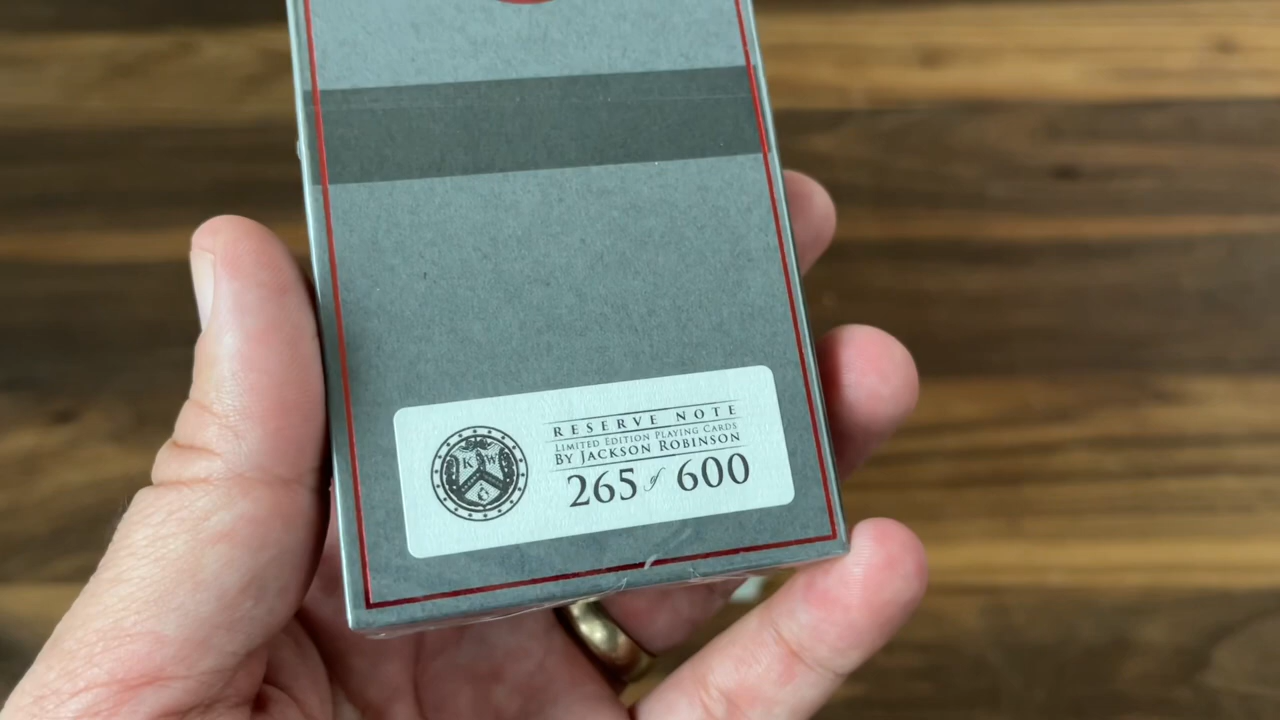 RESERVE NOTE
LIMITED EDITION PLAYING CARDS
BY JACKSON ROBINSON
265 of 600
K W
C